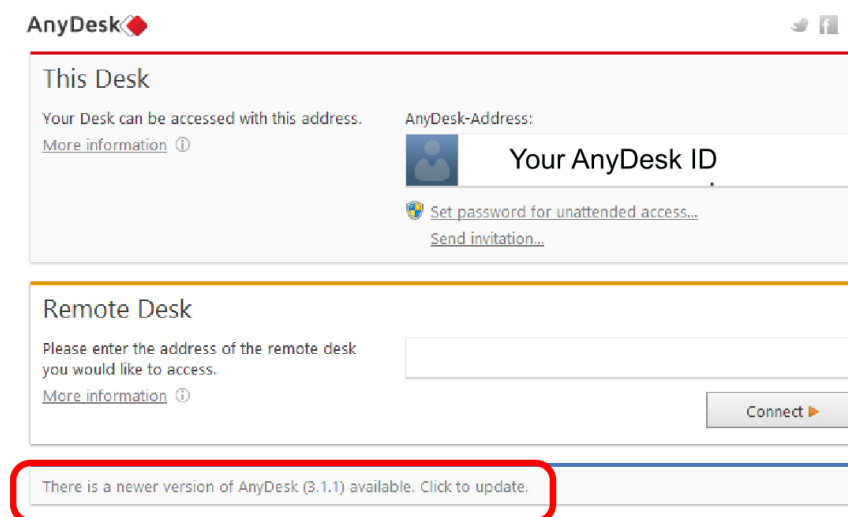 AnyDesk
This Desk
Your Desk can be accessed with this address.
More information
AnyDesk-Address:
Your AnyDesk ID
Set password for unattended access...
Send invitation...
Remote Desk
Please enter the address of the remote desk
you would like to access.
More information
Connect
There is a newer version of AnyDesk (3.1.1) available. Click to update.